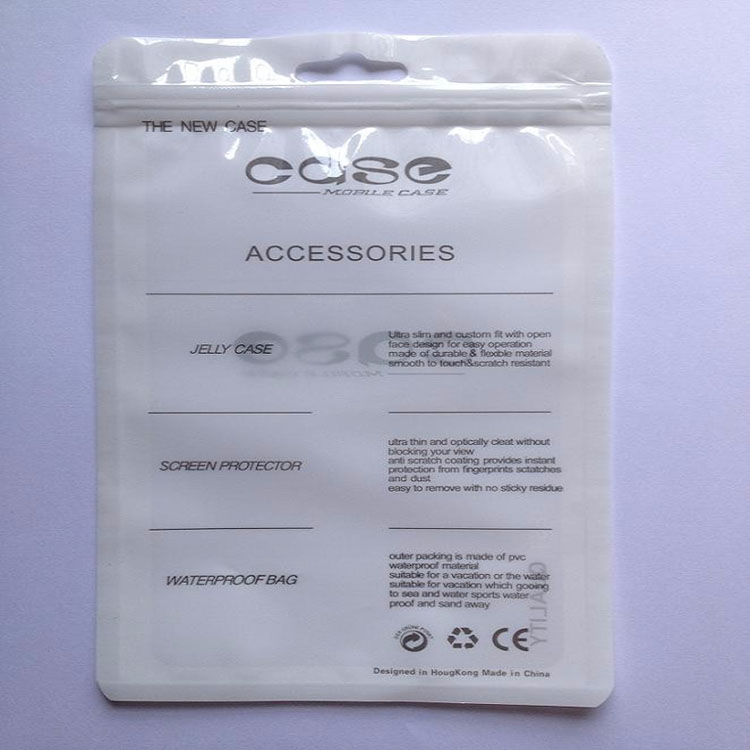 THE NEW CASE
case
MOBILE CASE
ACCESSORIES
JELLY CASE
Ultra slim and custom fit with open
face design for easy operation
made of durable & flexible material
smooth to touch&scratch resistant
SCREEN PROTECTOR
ultra thin and optically cleat without
blocking your view
anti scratch coating provides instant
protection from fingerprints sctatches
and dust
easy to remove with no sticky residue
WATERPROOF BAG
outer packing is made of pvc
waterproof material
suitable for a vacation or the water
suitable for vacation which gooing
to sea and water sports water
proof and sand away
QUALITY
CE
Designed in HougKong Made in China